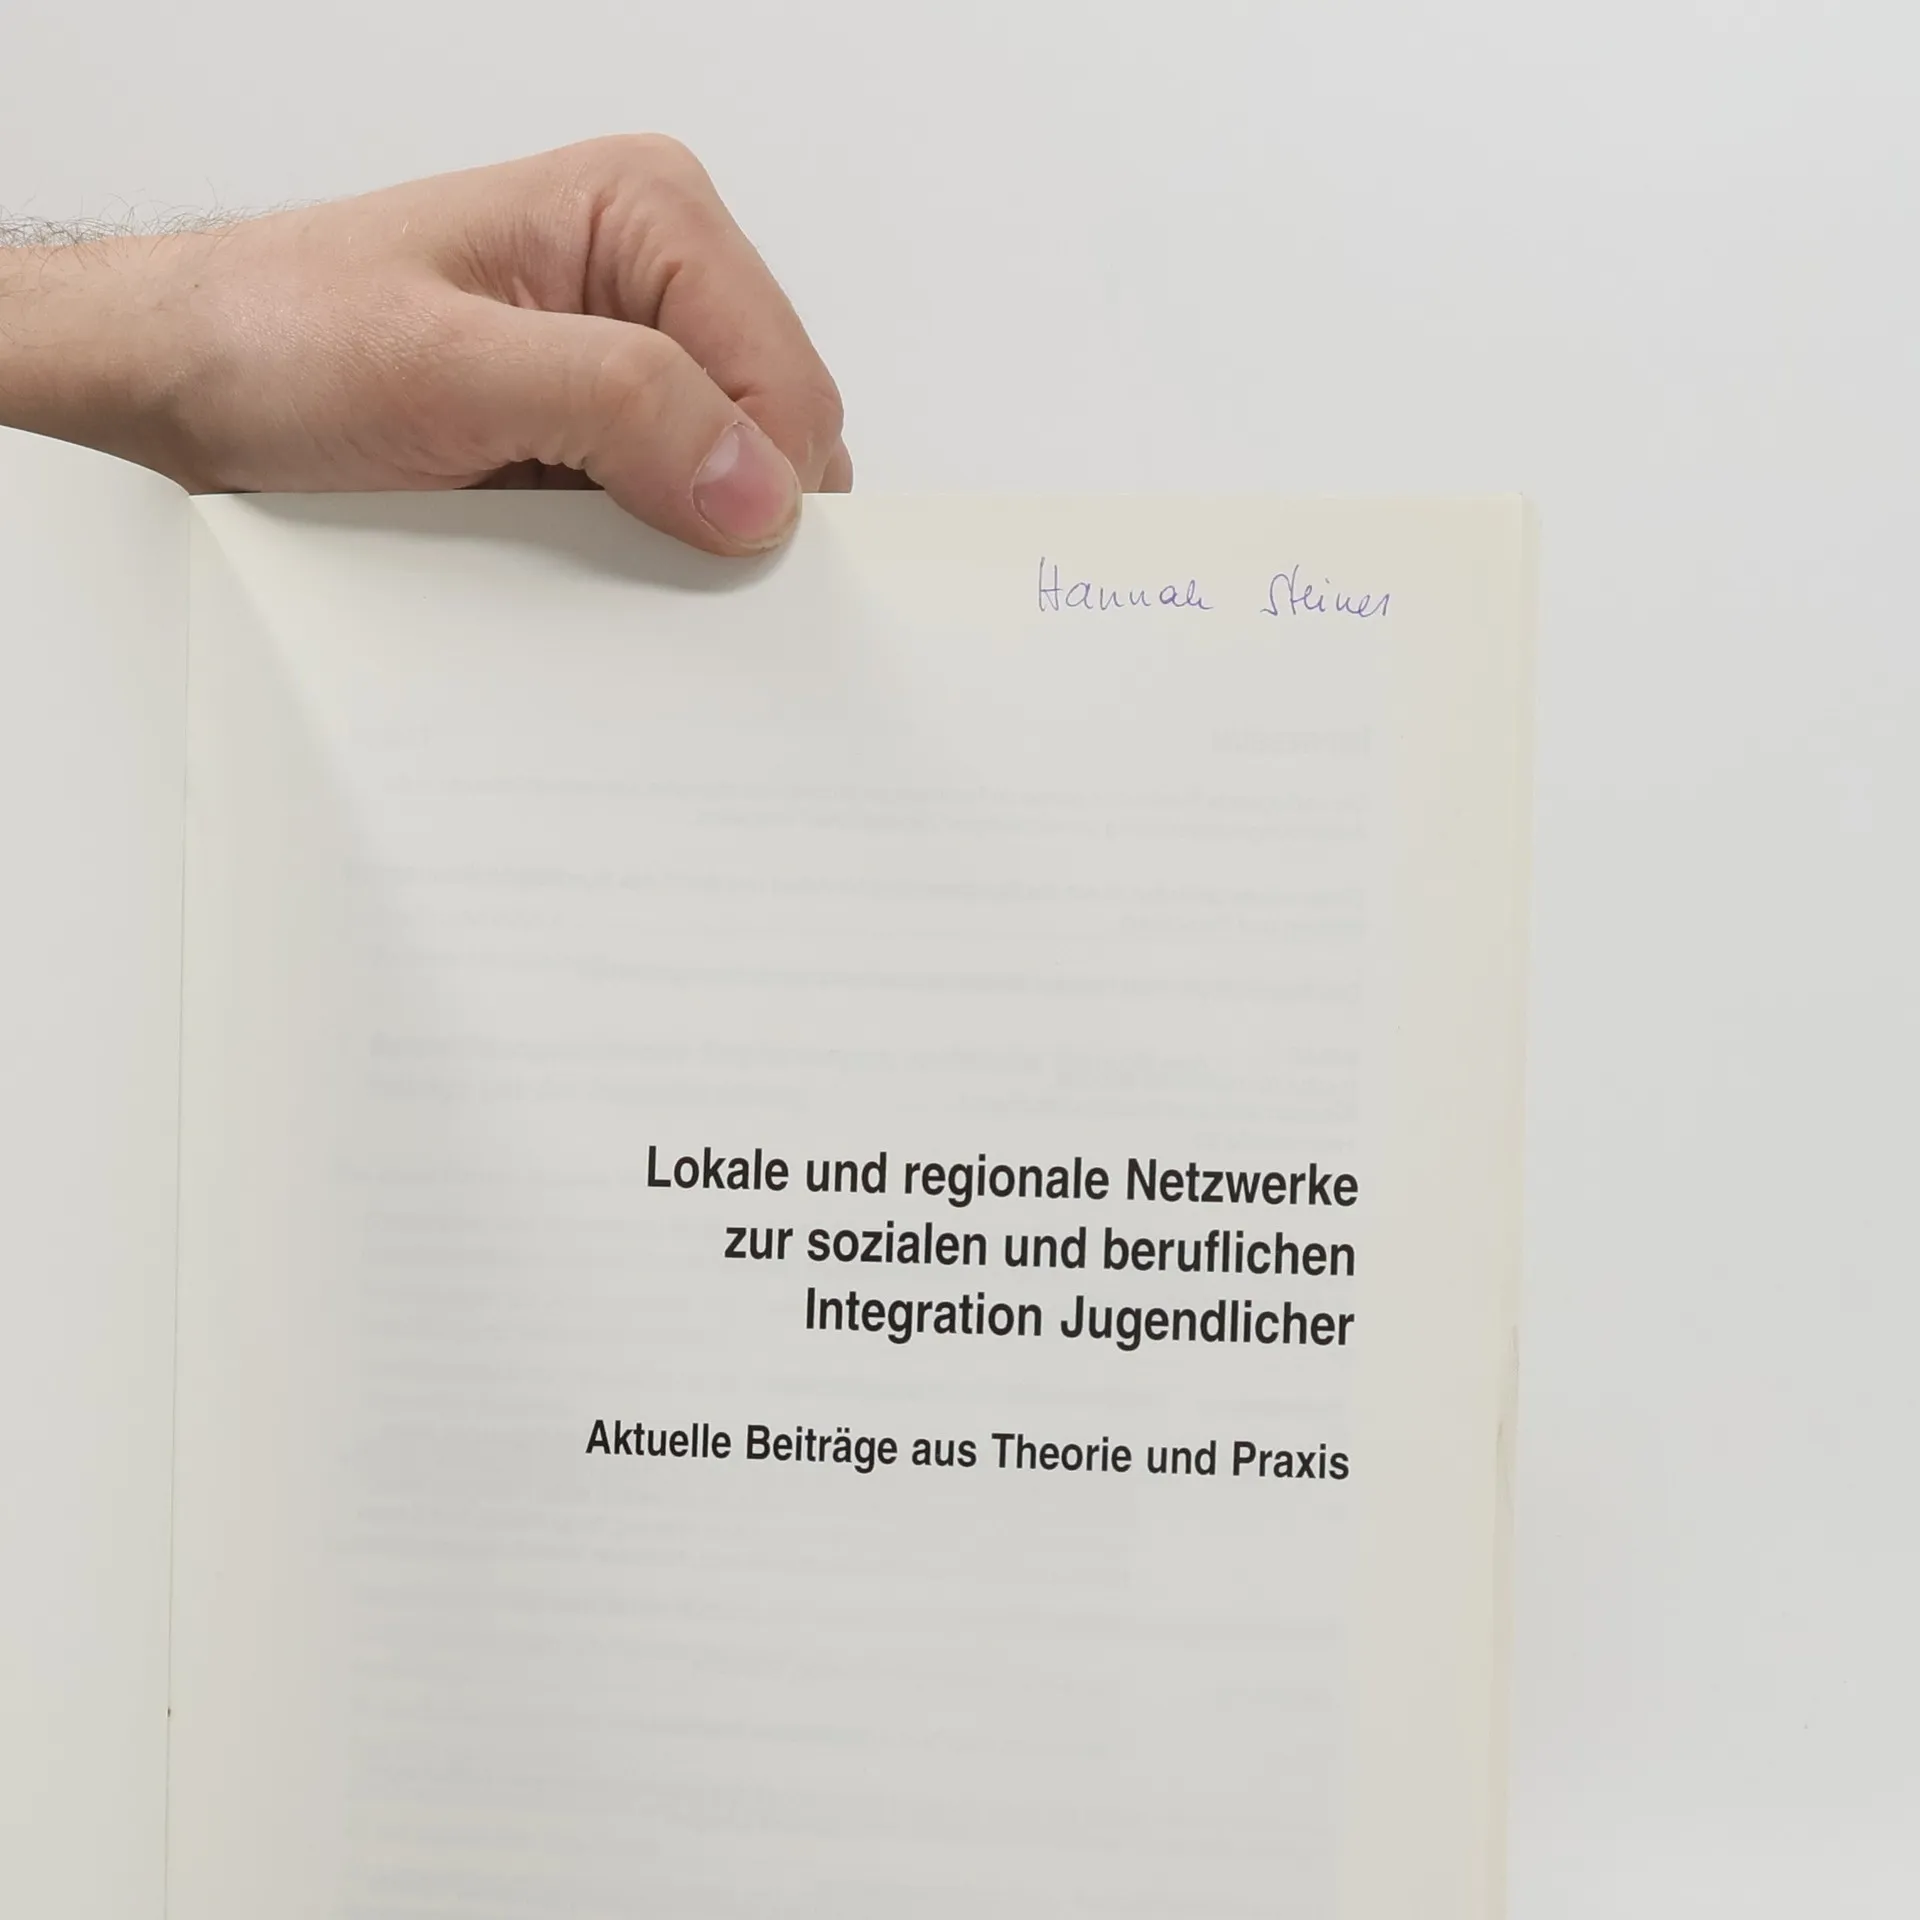 Hannah Steiner
Lokale und regionale Netzwerke
zur sozialen und beruflichen
Integration Jugendlicher
Aktuelle Beiträge aus Theorie und Praxis